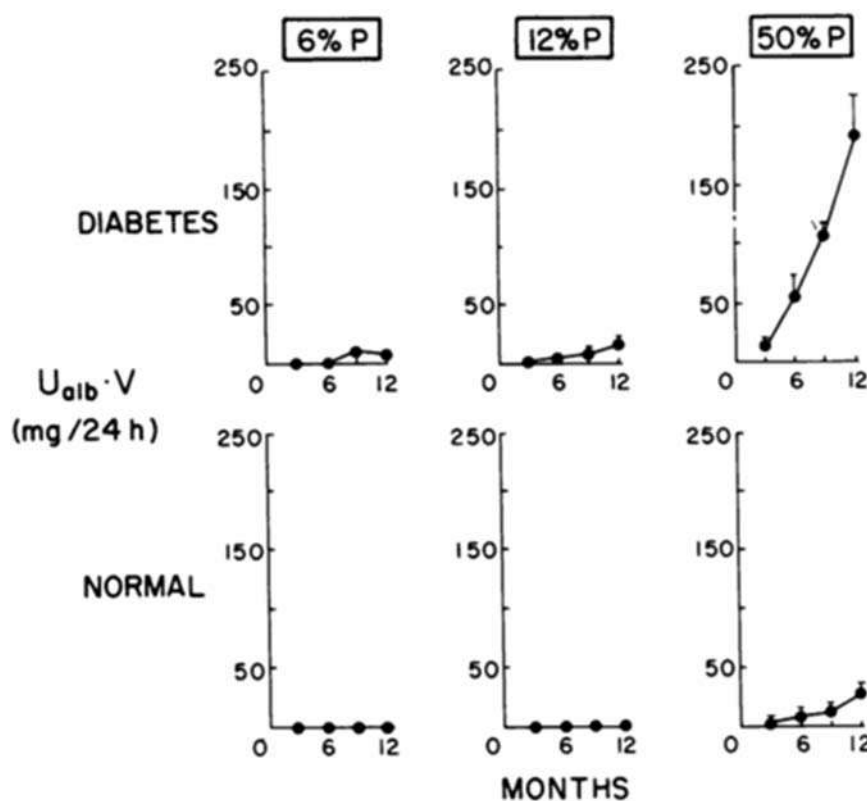 6% P 12% P 50% P
250 250 250
150 150 150
DIABETES
50 50 50
0 6 12 0 6 12 0 6 12
U_alb·V
(mg/24 h)
250 250 250
150 150 150
NORMAL
50 50 50
0 6 12 0 6 12 0 6 12
MONTHS